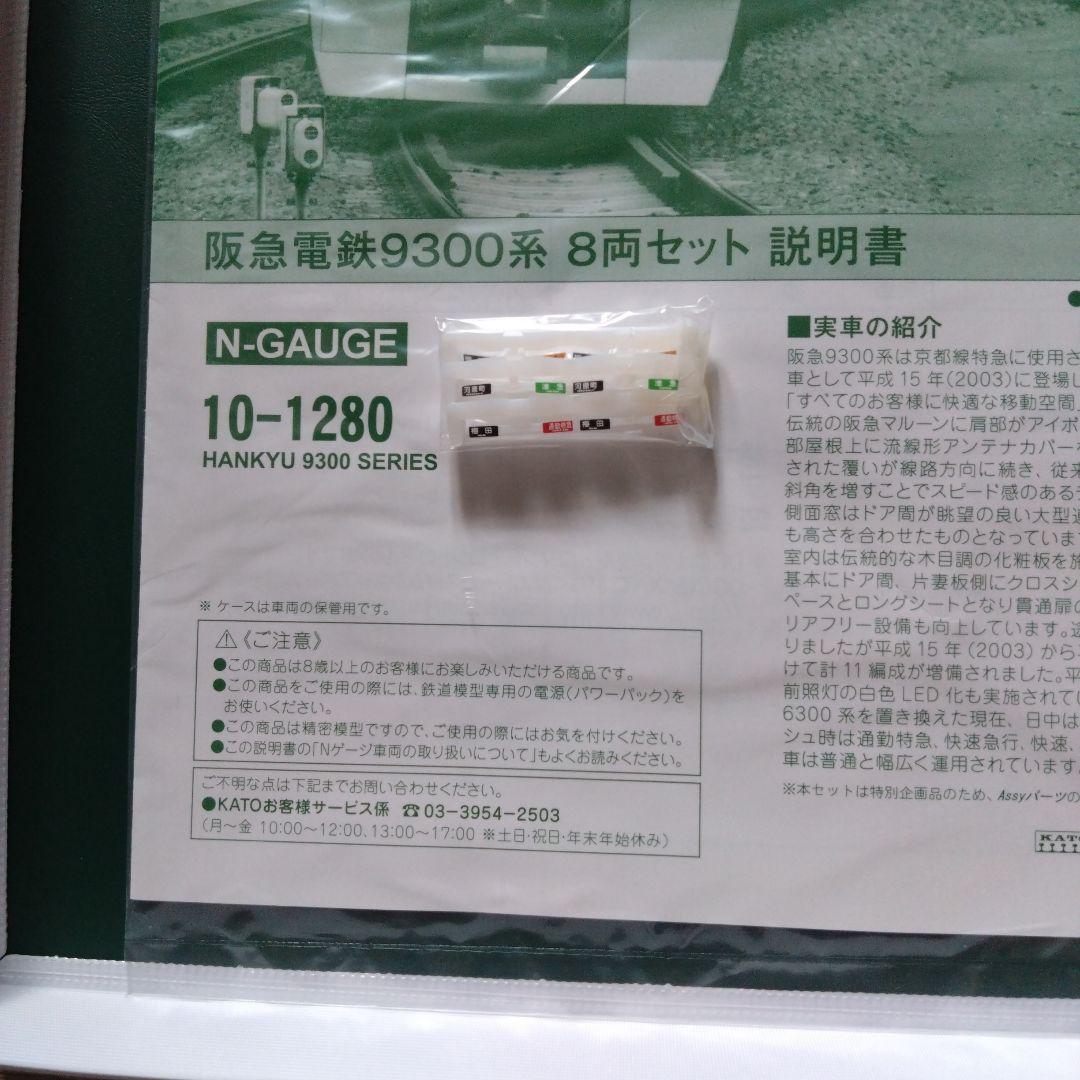 阪急電鉄9300系 8両セット 説明書
N-GAUGE
10-1280
HANKYU 9300 SERIES
河原町 準急 河原町 準急
梅田 通勤特急 梅田
※ ケースは車両の保管用です。
⚠《ご注意》
●この商品は8歳以上のお客様にお楽しみいただける商品です。
●この商品をご使用の際には、鉄道模型専用の電源(パワーパック)を
お使いください。
●この商品は精密模型ですので、ご使用の際にはお気を付けください。
●この説明書の「Nゲージ車両の取り扱いについて」もよくお読みください。
ご不明な点は下記までお問い合わせください。
●KATOお客様サービス係 ☎03-3954-2503
(月〜金 10:00〜12:00、13:00〜17:00 ※土日・祝日・年末年始休み)
■実車の紹介
阪急9300系は京都線特急に使用さ
車として平成15年(2003)に登場し
「すべてのお客様に快適な移動空間」
伝統の阪急マルーンに肩部がアイボ
部屋根上に流線形アンテナカバー
された覆いが線路方向に続き、従来
斜角を増すことでスピード感のある
側面窓はドア間が眺望の良い大型
も高さを合わせたものとなっていま
室内は伝統的な木目調の化粧板を
基本にドア間、片妻板側にクロスシ
ペースとロングシートとなり貫通扉の
リアフリー設備も向上しています。
りましたが平成15年(2003)から
けて計11編成が増備されました。平
前照灯の白色LED化も実施されて
6300系を置き換えた現在、日中は
シュ時は通勤特急、快速急行、快速、
車は普通と幅広く運用されています
※本セットは特別企画品のため、Assyパーツの
KATO